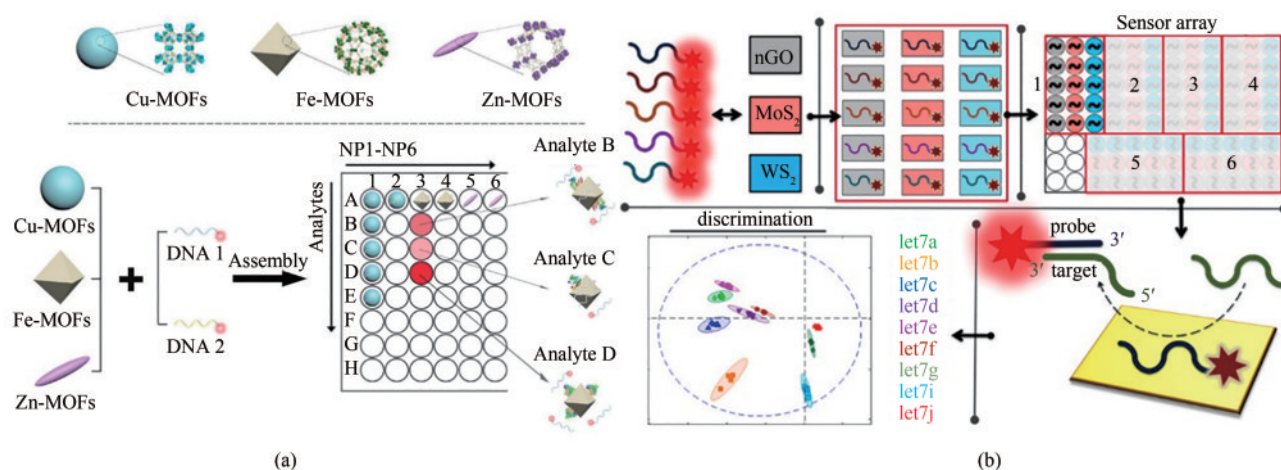 Cu-MOFs
Fe-MOFs
Zn-MOFs
Cu-MOFs
Fe-MOFs
Zn-MOFs
DNA 1
DNA 2
Assembly
NP1-NP6
Analytes
1 2 3 4 5 6
A
B
C
D
E
F
G
H
Analyte B
Analyte C
Analyte D
(a)
nGO
MoS₂
WS₂
Sensor array
1
2
3
4
5
6
discrimination
let7a
let7b
let7c
let7d
let7e
let7f
let7g
let7i
let7j
probe
3′
3′
target
5′
(b)